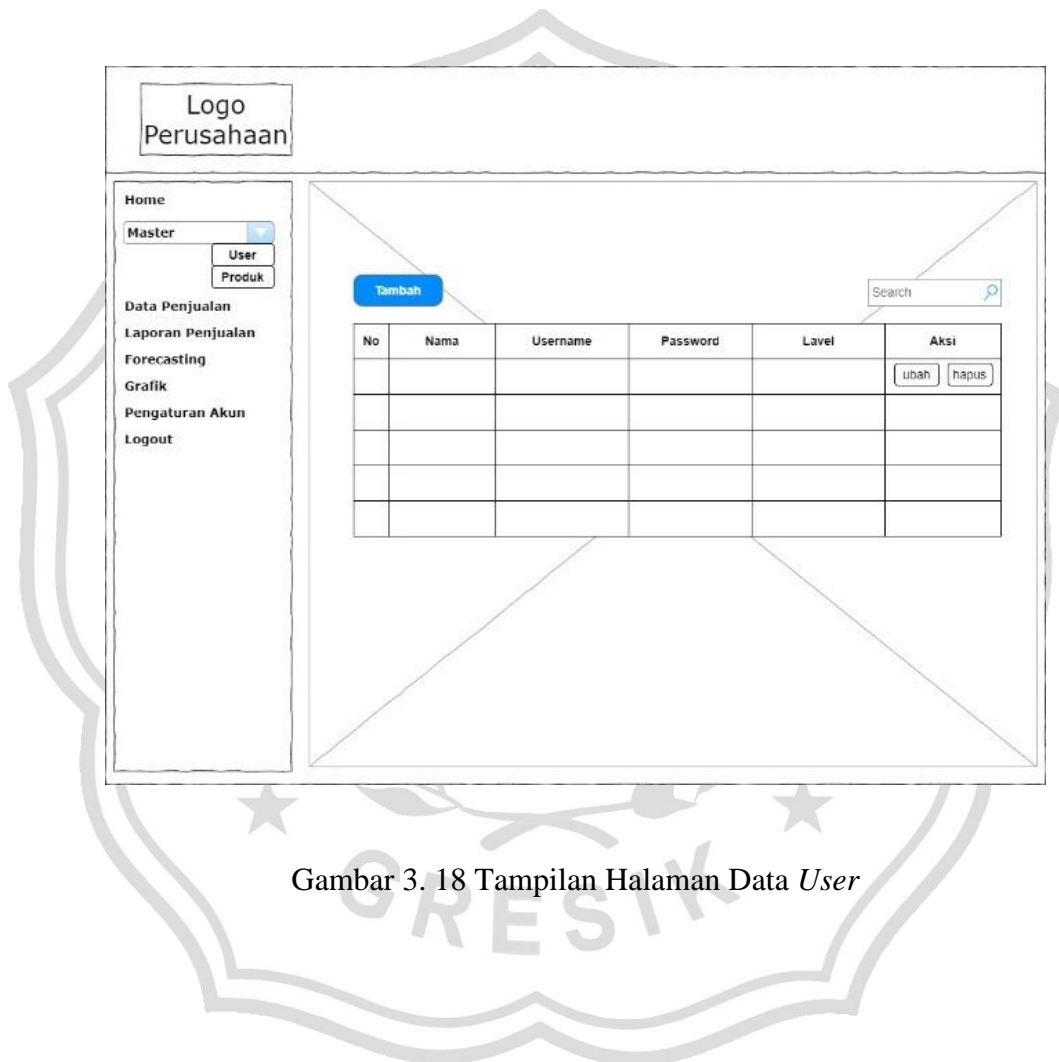 Logo
Perusahaan
Home
Master
User
Produk
Data Penjualan
Laporan Penjualan
Forecasting
Grafik
Pengaturan Akun
Logout
Tambah
Search
No Nama Username Password Lavel Aksi
ubah hapus
Gambar 3. 18 Tampilan Halaman Data User
GRESIK